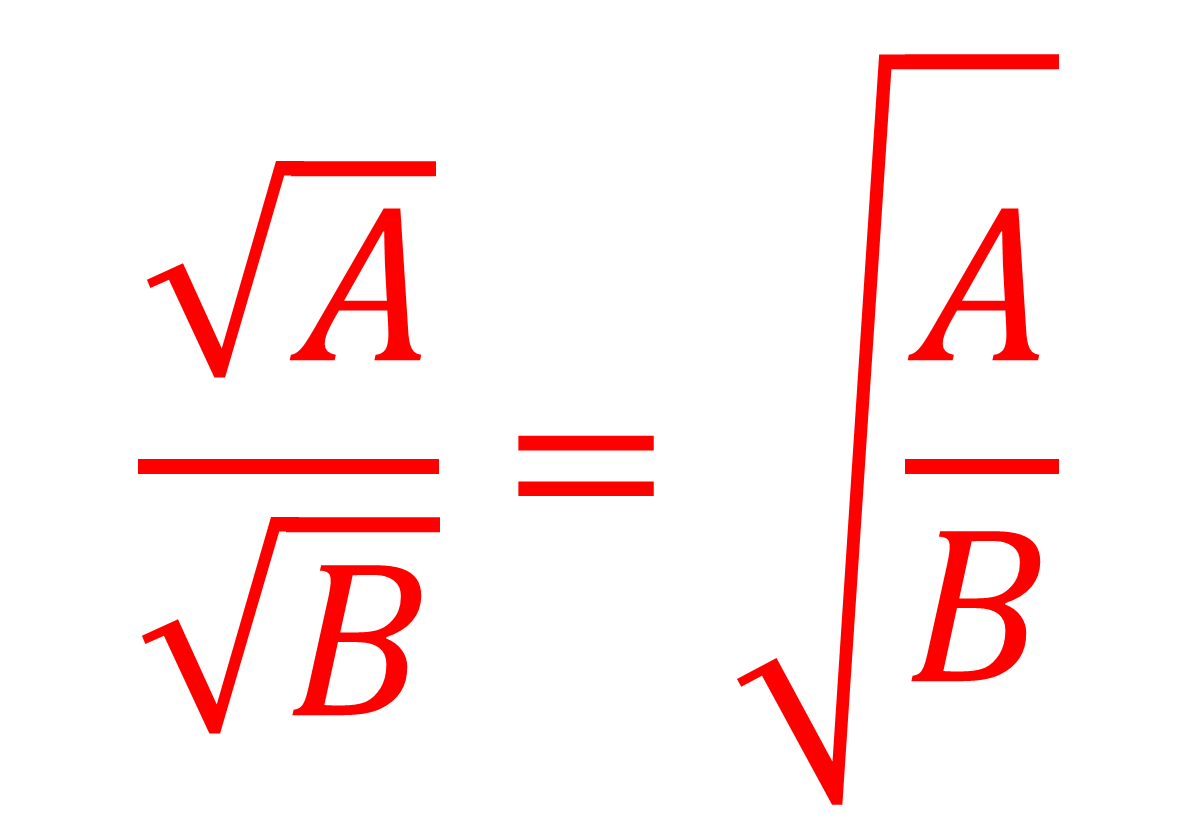 √A/√B = √(A/B)